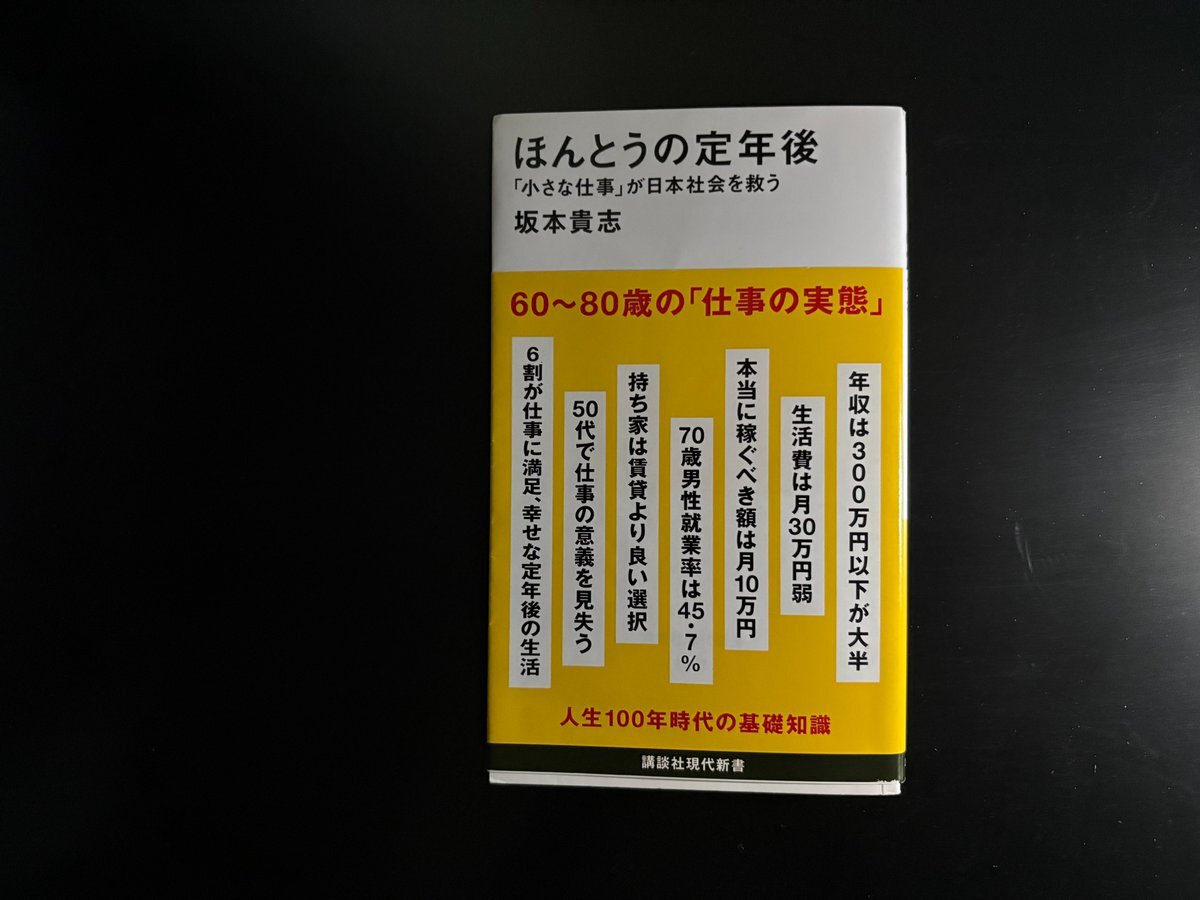 ほんとうの定年後
「小さな仕事」が日本社会を救う
坂本貴志
60～80歳の「仕事の実態」
年収は300万円以下が大半
生活費は月30万円弱
本当に稼ぐべき額は月10万円
70歳男性就業率は45・7%
持ち家は賃貸より良い選択
50代で仕事の意義を見失う
6割が仕事に満足、幸せな定年後の生活
人生100年時代の基礎知識
講談社現代新書